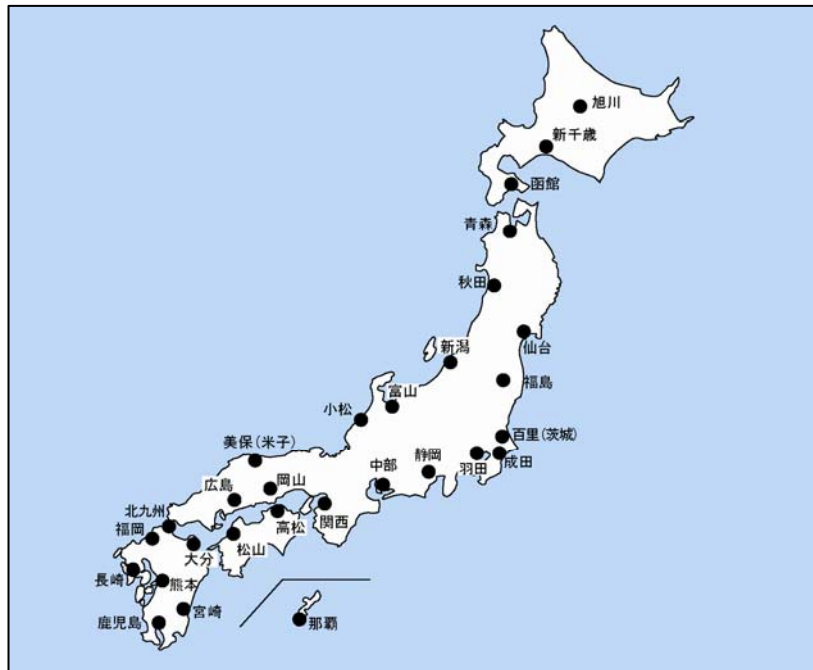 旭川
新千歳
函館
青森
秋田
仙台
新潟
福島
富山
小松
百里(茨城)
美保(米子)
静岡
羽田
成田
中部
岡山
広島
北九州
関西
高松
福岡
松山
大分
長崎
熊本
宮崎
鹿児島
那覇